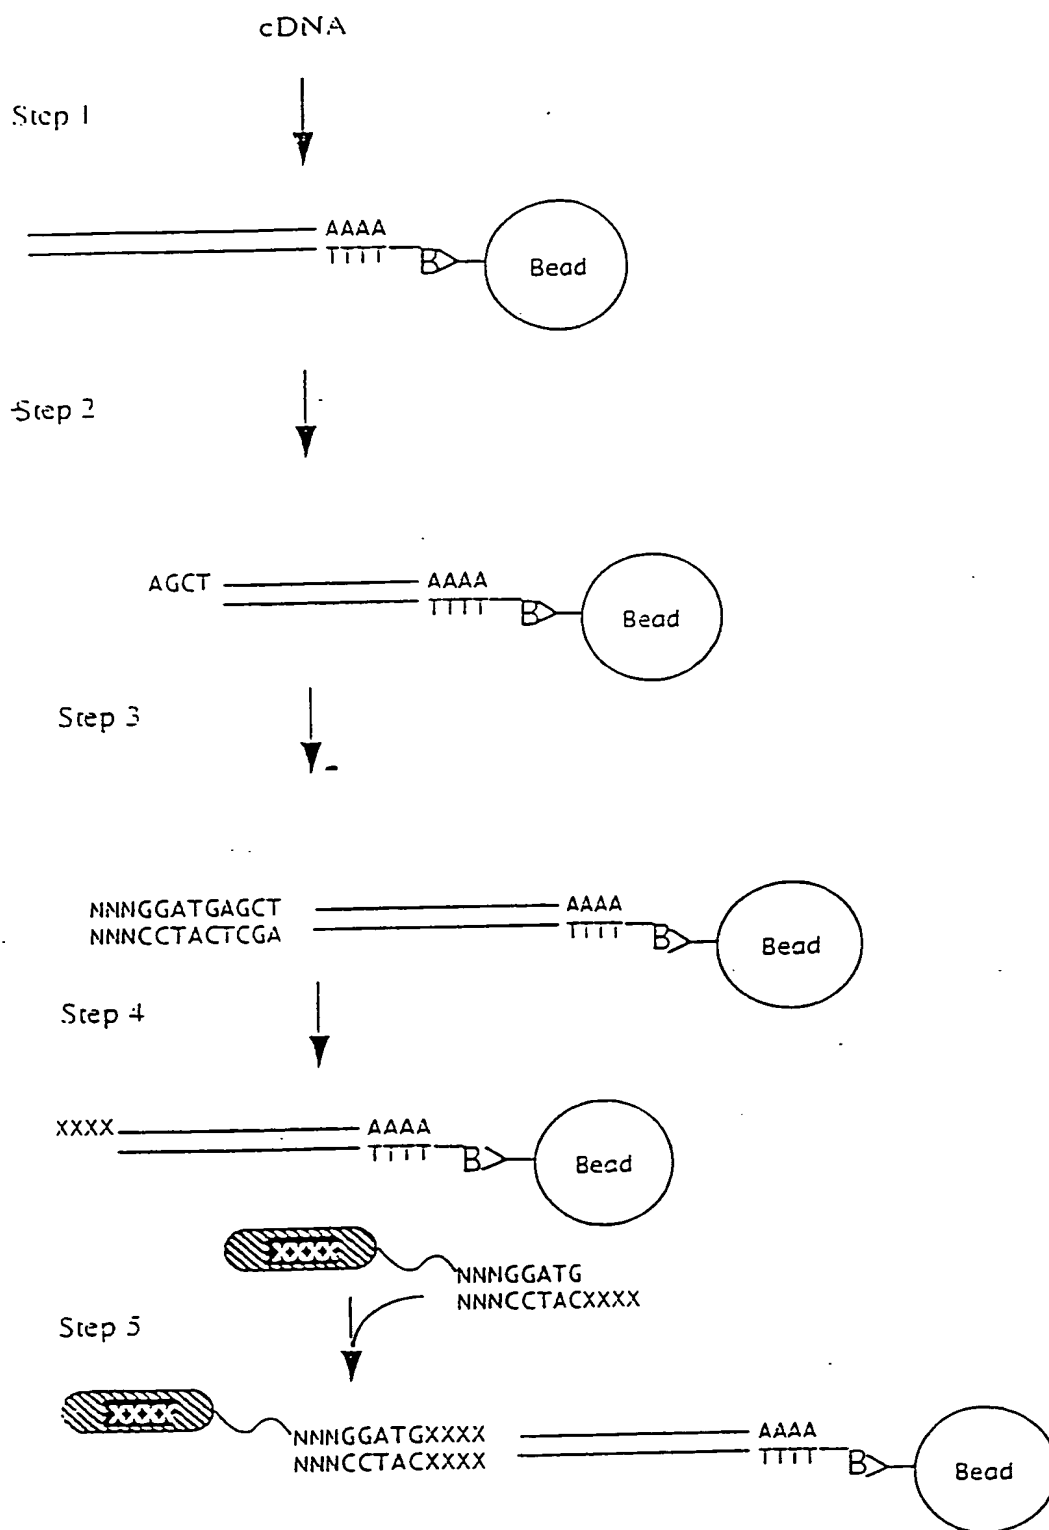 cDNA
Step 1
AAAA
TTTT
B
Bead
Step 2
AGCT
AAAA
TTTT
B
Bead
Step 3
NNNGGATGAGCT
NNNCCTACTCGA
AAAA
TTTT
B
Bead
Step 4
XXXX
AAAA
TTTT
B
Bead
XXXX
NNNGGATG
NNNCCTACXXXX
Step 5
XXXX
NNNGGATGXXXX
NNNCCTACXXXX
AAAA
TTTT
B
Bead